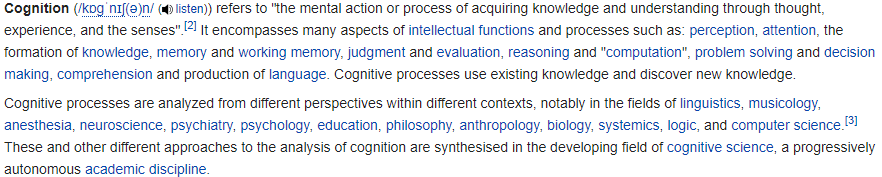 Cognition (/kɒɡˈnɪʃ(ə)n/ (listen)) refers to "the mental action or process of acquiring knowledge and understanding through thought,
experience, and the senses".[2] It encompasses many aspects of intellectual functions and processes such as: perception, attention, the
formation of knowledge, memory and working memory, judgment and evaluation, reasoning and "computation", problem solving and decision
making, comprehension and production of language. Cognitive processes use existing knowledge and discover new knowledge.
Cognitive processes are analyzed from different perspectives within different contexts, notably in the fields of linguistics, musicology,
anesthesia, neuroscience, psychiatry, psychology, education, philosophy, anthropology, biology, systemics, logic, and computer science.[3]
These and other different approaches to the analysis of cognition are synthesised in the developing field of cognitive science, a progressively
autonomous academic discipline.